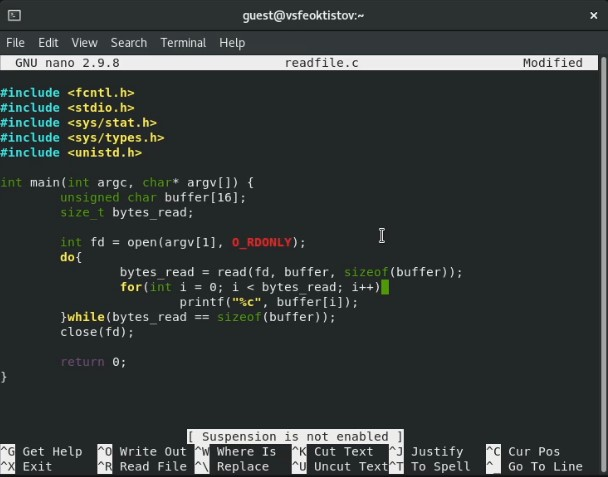 guest@vsfeoktistov:~
File Edit View Search Terminal Help
GNU nano 2.9.8 readfile.c Modified
#include <fcntl.h>
#include <stdio.h>
#include <sys/stat.h>
#include <sys/types.h>
#include <unistd.h>
int main(int argc, char* argv[]) {
unsigned char buffer[16];
size_t bytes_read;
int fd = open(argv[1], O_RDONLY);
do{
bytes_read = read(fd, buffer, sizeof(buffer));
for(int i = 0; i < bytes_read; i++)
printf("%c", buffer[i]);
}while(bytes_read == sizeof(buffer));
close(fd);
return 0;
}
[ Suspension is not enabled ]
^G Get Help ^O Write Out ^W Where Is ^K Cut Text ^J Justify ^C Cur Pos
^X Exit ^R Read File ^\ Replace ^U Uncut Text ^T To Spell ^_ Go To Line